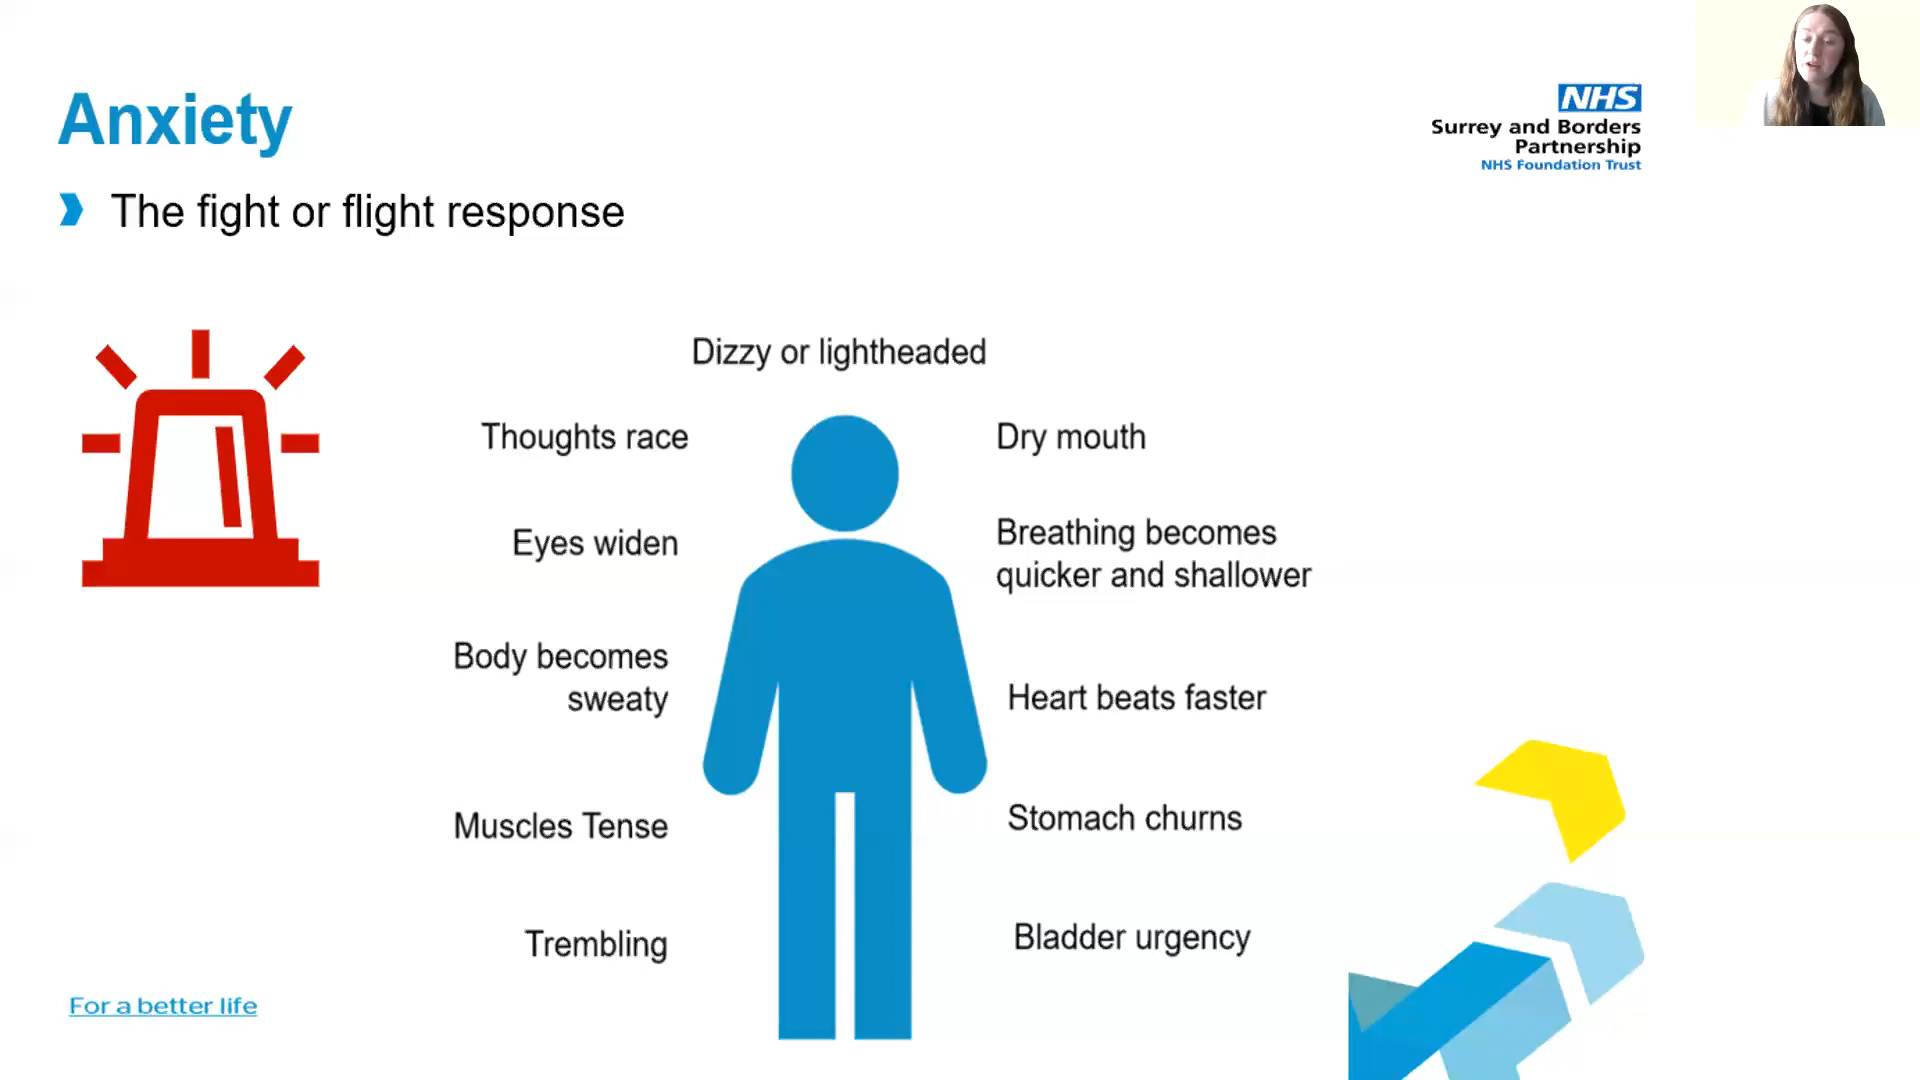 Anxiety
NHS
Surrey and Borders
Partnership
NHS Foundation Trust
The fight or flight response
Dizzy or lightheaded
Thoughts race
Dry mouth
Eyes widen
Breathing becomes
quicker and shallower
Body becomes
sweaty
Heart beats faster
Muscles Tense
Stomach churns
Trembling
Bladder urgency
For a better life